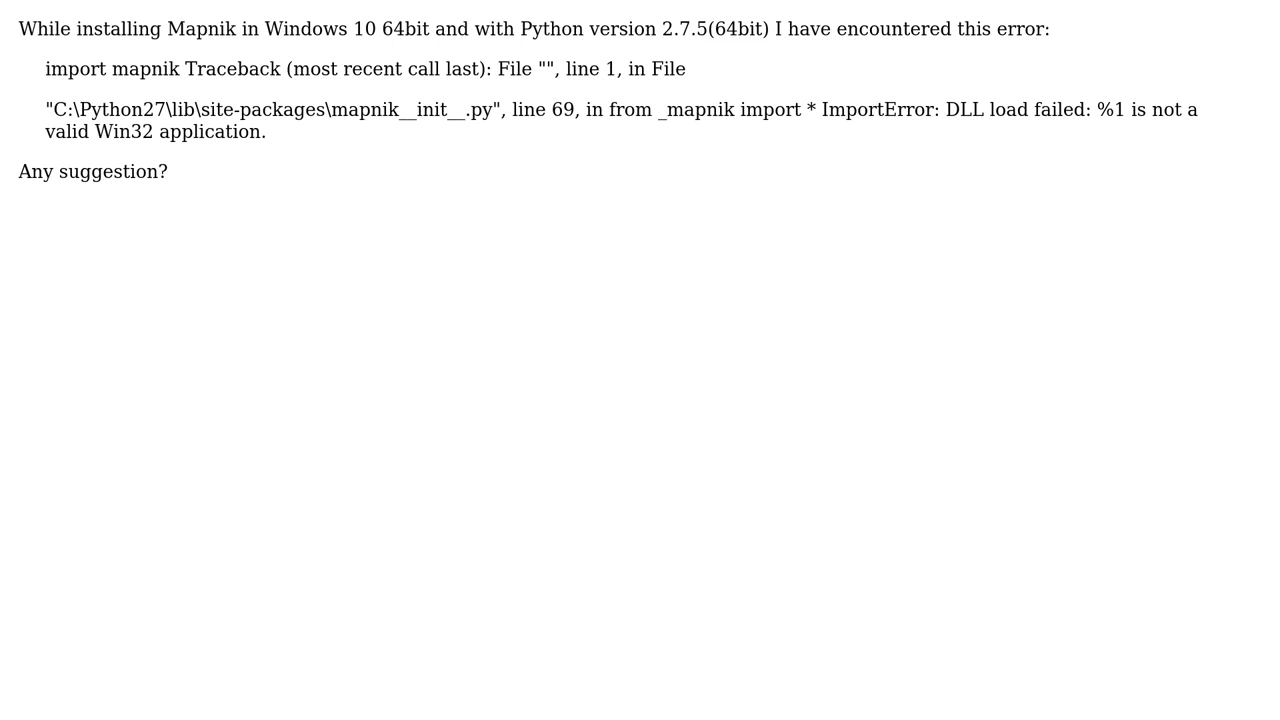 While installing Mapnik in Windows 10 64bit and with Python version 2.7.5(64bit) I have encountered this error:
import mapnik Traceback (most recent call last): File "", line 1, in File
"C:\Python27\lib\site-packages\mapnik__init__.py", line 69, in from _mapnik import * ImportError: DLL load failed: %1 is not a
valid Win32 application.
Any suggestion?